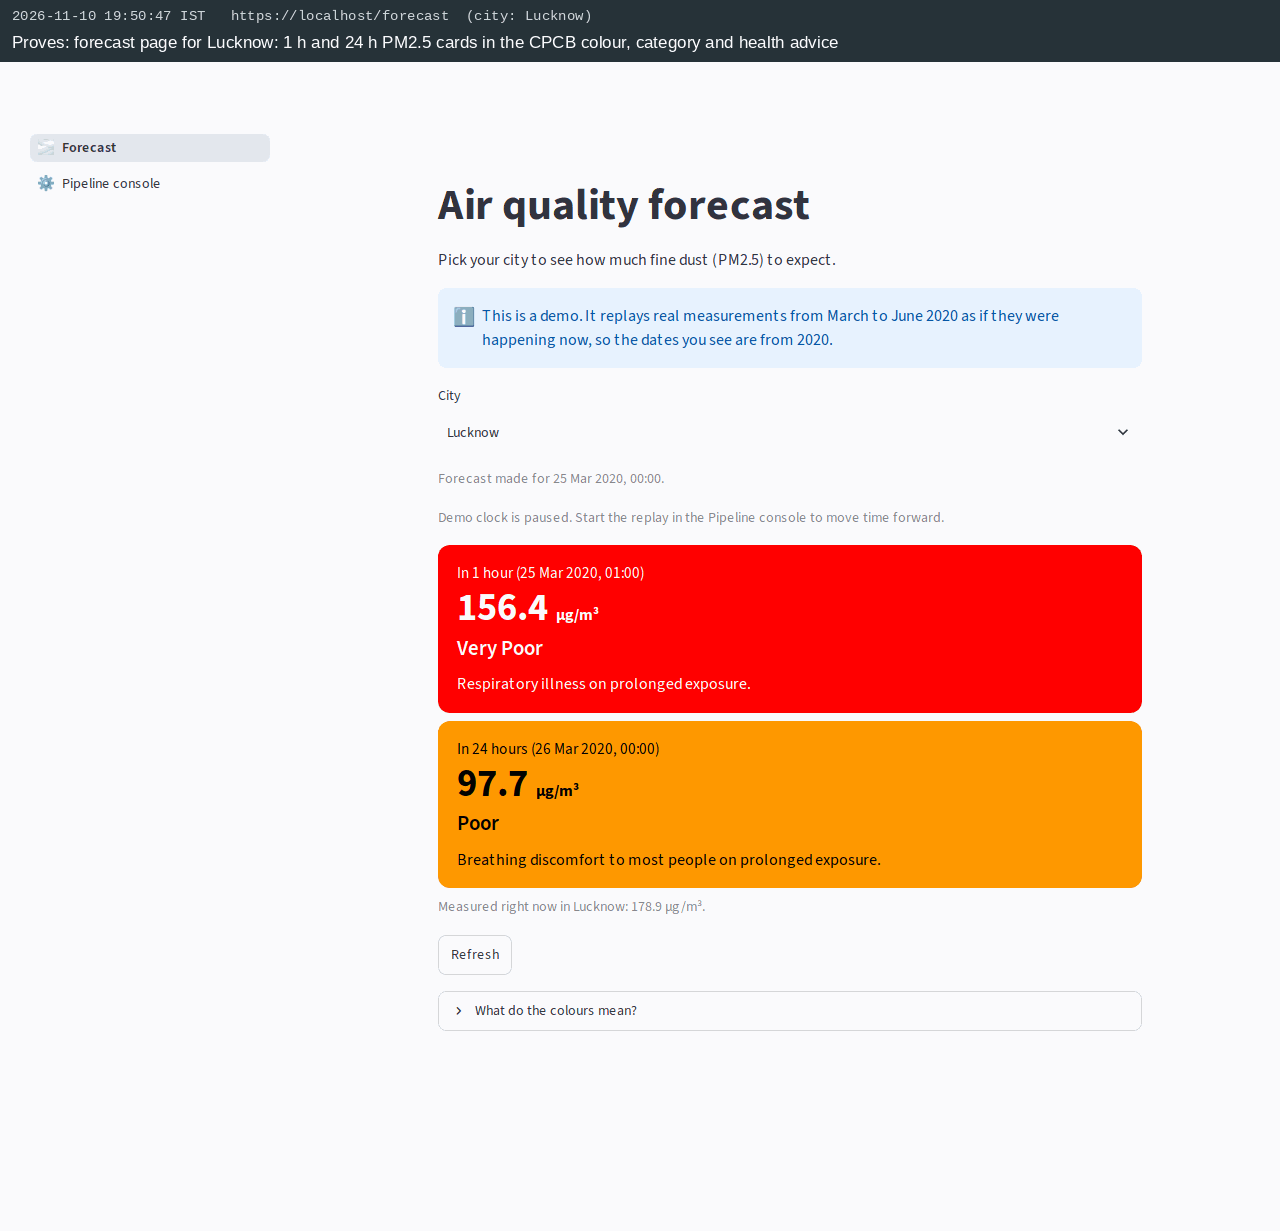 2026-11-10 19:50:47 IST   https://localhost/forecast  (city: Lucknow)
Proves: forecast page for Lucknow: 1 h and 24 h PM2.5 cards in the CPCB colour, category and health advice
Forecast
Pipeline console
Air quality forecast
Pick your city to see how much fine dust (PM2.5) to expect.
This is a demo. It replays real measurements from March to June 2020 as if they were
happening now, so the dates you see are from 2020.
City
Lucknow
Forecast made for 25 Mar 2020, 00:00.
Demo clock is paused. Start the replay in the Pipeline console to move time forward.
In 1 hour (25 Mar 2020, 01:00)
156.4 µg/m³
Very Poor
Respiratory illness on prolonged exposure.
In 24 hours (26 Mar 2020, 00:00)
97.7 µg/m³
Poor
Breathing discomfort to most people on prolonged exposure.
Measured right now in Lucknow: 178.9 µg/m³.
Refresh
What do the colours mean?